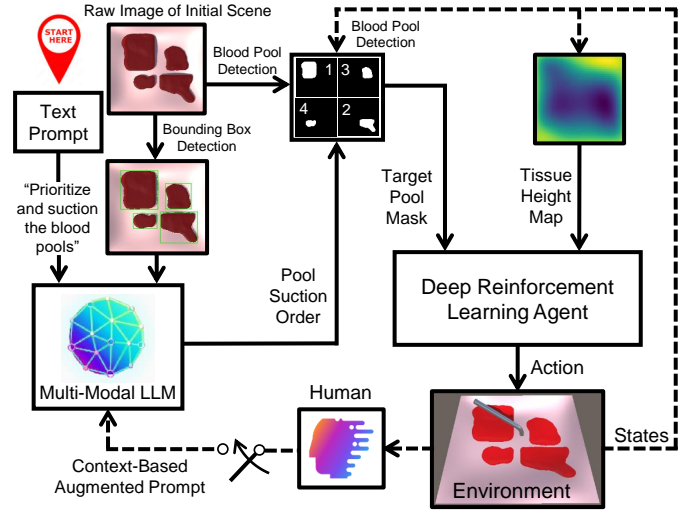 START
HERE
Raw Image of Initial Scene
Text
Prompt
Blood Pool
Detection
Bounding Box
Detection
Blood Pool
Detection
1
3
4
2
“Prioritize
and suction
the blood
pools”
Target
Pool
Mask
Tissue
Height
Map
Pool
Suction
Order
Multi-Modal LLM
Deep Reinforcement
Learning Agent
Action
Human
States
Context-Based
Augmented Prompt
Environment